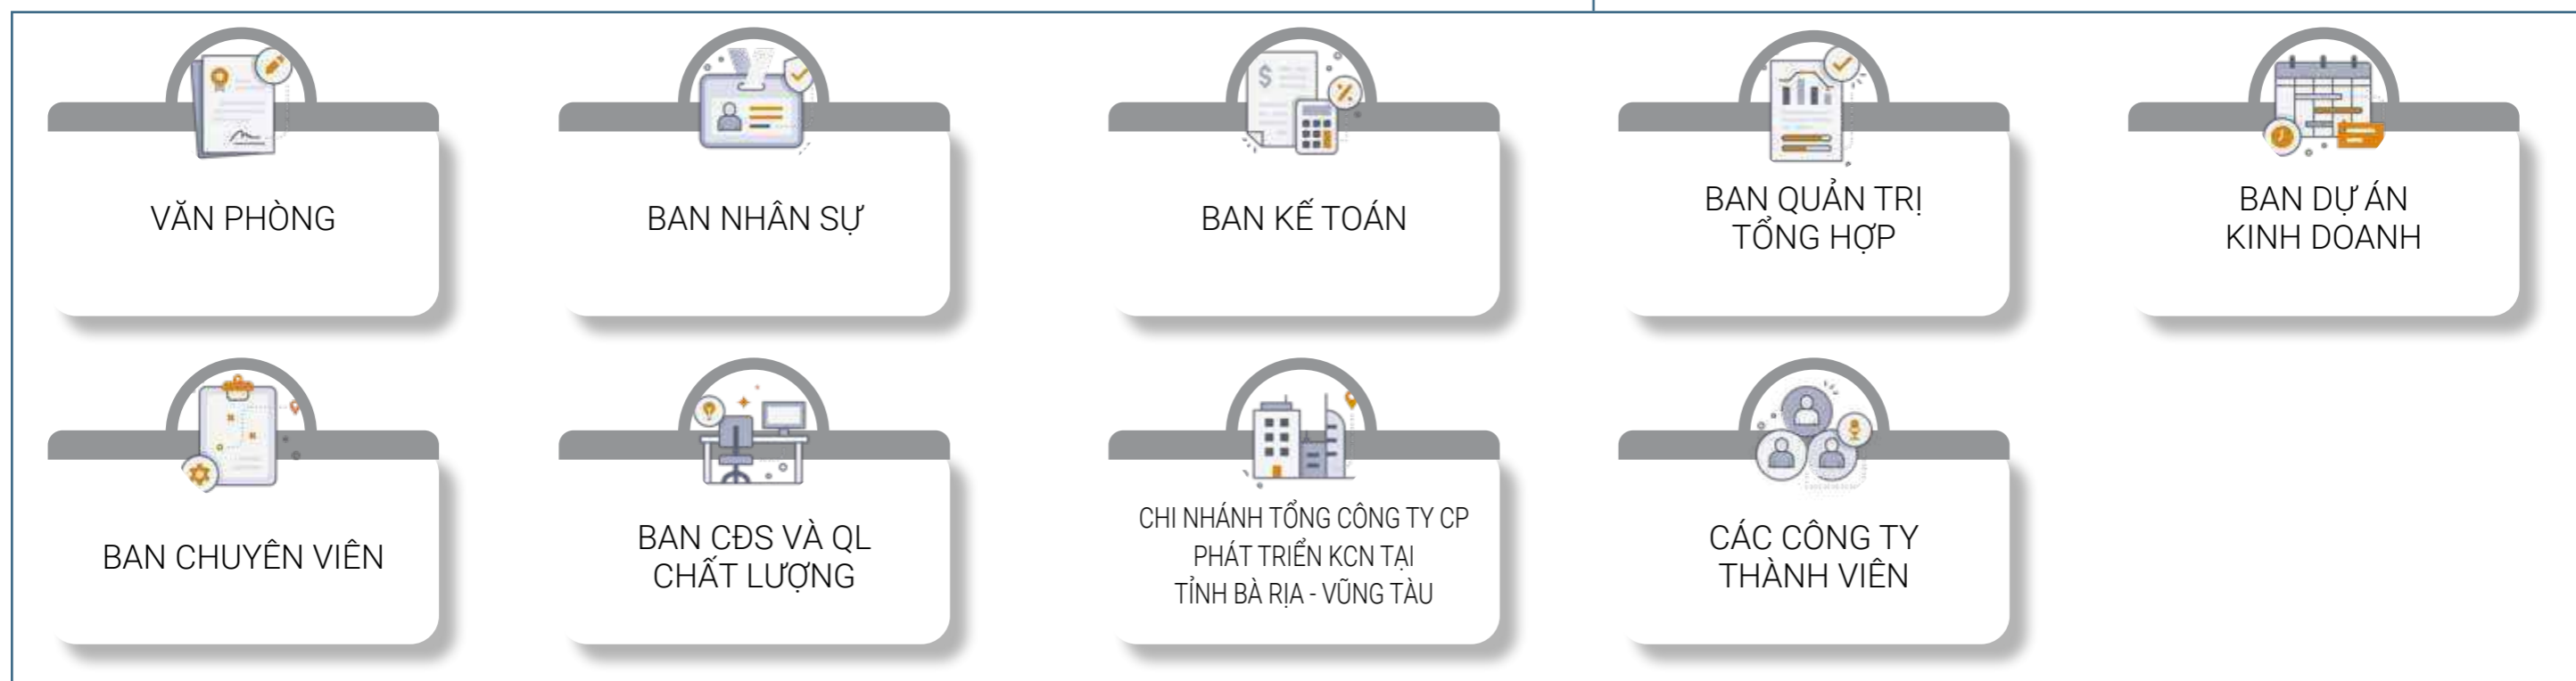 VĂN PHÒNG
BAN NHÂN SỰ
BAN KẾ TOÁN
BAN QUẢN TRỊ
TỔNG HỢP
BAN DỰ ÁN
KINH DOANH
BAN CHUYÊN VIÊN
BAN CĐS VÀ QL
CHẤT LƯỢNG
CHI NHÁNH TỔNG CÔNG TY CP
PHÁT TRIỂN KCN TẠI
TỈNH BÀ RỊA - VŨNG TÀU
CÁC CÔNG TY
THÀNH VIÊN